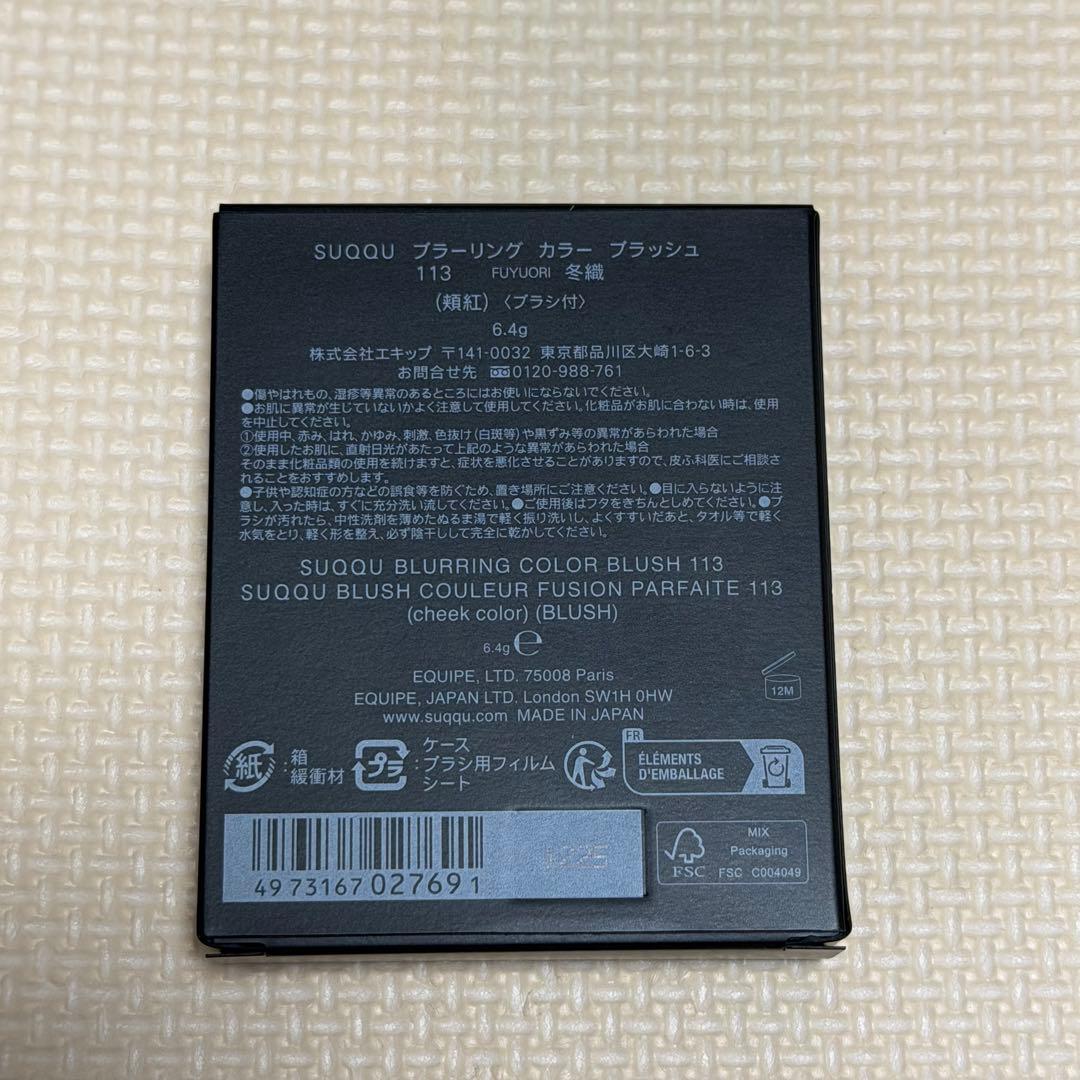 SUQQU ブラーリング カラー ブラッシュ
113 FUYUORI 冬織
(頬紅)〈ブラシ付〉
6.4g
株式会社エキップ 〒141-0032 東京都品川区大崎1-6-3
お問合せ先 0120-988-761
●傷やはれもの、湿疹等異常のあるところにはお使いにならないでください。
●お肌に異常が生じていないかよく注意して使用してください。化粧品がお肌に合わない時は、使用
を中止してください。
①使用中、赤み、はれ、かゆみ、刺激、色抜け(白斑等)や黒ずみ等の異常があらわれた場合
②使用したお肌に、直射日光があたって上記のような異常があらわれた場合
そのまま化粧品類の使用を続けますと、症状を悪化させることがありますので、皮ふ科医にご相談さ
れることをおすすめします。
●子供や認知症の方などの誤食等を防ぐため、置き場所にご注意ください。●目に入らないように注
意し、入った時は、すぐに充分洗い流してください。●ご使用後はフタをきちんとしめてください。●ブ
ラシが汚れたら、中性洗剤を薄めたぬるま湯で軽く振り洗いし、よくすすいだあと、タオル等で軽く
水気をとり、軽く形を整え、必ず陰干しして完全に乾かしてください。
SUQQU BLURRING COLOR BLUSH 113
SUQQU BLUSH COULEUR FUSION PARFAITE 113
(cheek color) (BLUSH)
6.4g e
EQUIPE, LTD. 75008 Paris
EQUIPE, JAPAN LTD. London SW1H 0HW
www.suqqu.com MADE IN JAPAN
12M
紙 :箱
緩衝材
プラ ケース
:ブラシ用フィルム
シート
FR
ÉLÉMENTS
D'EMBALLAGE
4973167027691
FSC
MIX
Packaging
FSC C004049